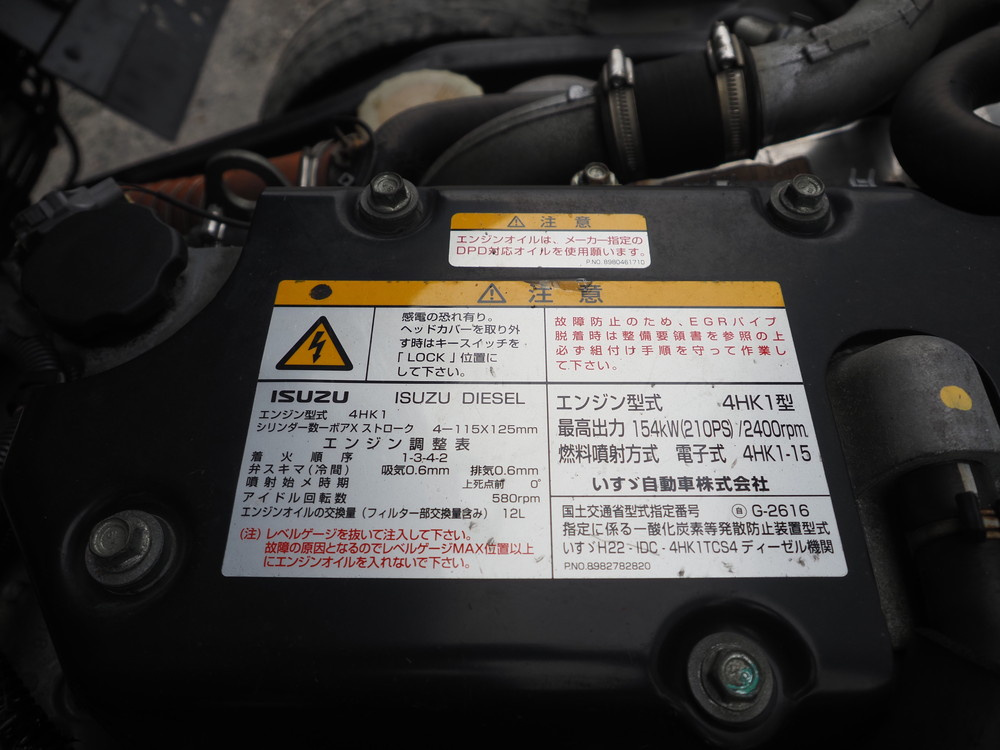 注意
エンジンオイルは、メーカー指定の
DPD対応オイルを使用願います。
P.NO. 8980461710
注意
感電の恐れ有り。
ヘッドカバーを取り外
す時はキースイッチを
「LOCK」位置に
して下さい。
故障防止のため、EGRパイプ
脱着時は整備要領書を参照の上
必ず組付け手順を守って作業し
て下さい。
ISUZU ISUZU DIESEL
エンジン型式 4HK1
シリンダー数ーボアX ストローク 4-115X125mm
エンジン調整表
着火順序 1-3-4-2
弁スキマ(冷間) 吸気0.6mm 排気0.6mm
噴射始メ時期 上死点前 0°
アイドル回転数 580rpm
エンジンオイルの交換量(フィルター部交換量含み) 12L
(注) レベルゲージを抜いて注入して下さい。
故障の原因となるのでレベルゲージMAX位置以上
にエンジンオイルを入れないで下さい。
エンジン型式 4HK1型
最高出力 154kW(210PS)/2400rpm
燃料噴射方式 電子式 4HK1-15
いすゞ自動車株式会社
国土交通省型式指定番号 ㊐ G-2616
指定に係る一酸化炭素等発散防止装置型式
いすゞH22-IDC-4HK1TCS4 ディーゼル機関
P.NO.8982782820